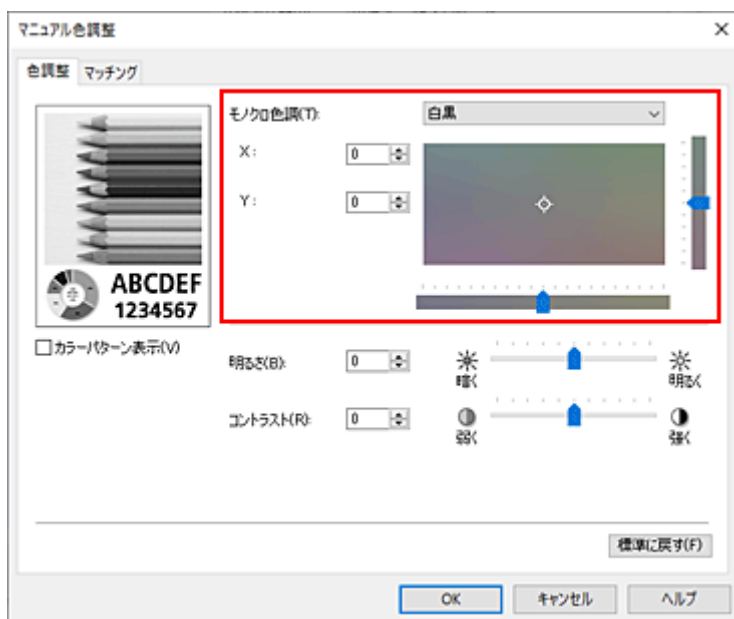 マニュアル色調整
色調整 マッチング
モノクロ色調(T):
白黒
X:
0
Y:
0
ABCDEF
1234567
カラーパターン表示(V)
明るさ(B):
0
暗く
明るく
コントラスト(R):
0
弱く
強く
標準に戻す(F)
OK キャンセル ヘルプ